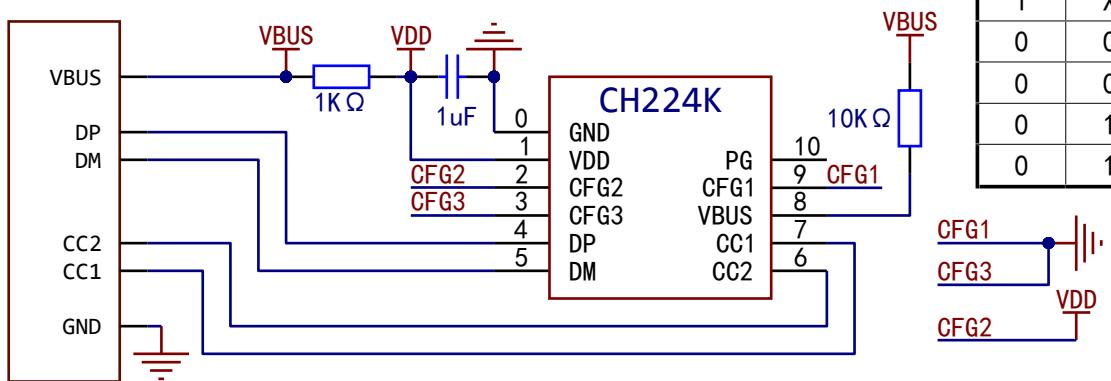 VBUS
DP
DM
CC2
CC1
GND
VBUS
1KΩ
VDD
1uF
CH224K
0 GND
1 VDD
CFG2 2 CFG2
CFG3 3 CFG3
4 DP
5 DM
PG 10
CFG1 9 CFG1
VBUS 8
CC1 7
CC2 6
VBUS
10KΩ
0
0
0 1
0 1
CFG1
CFG3
VDD
CFG2